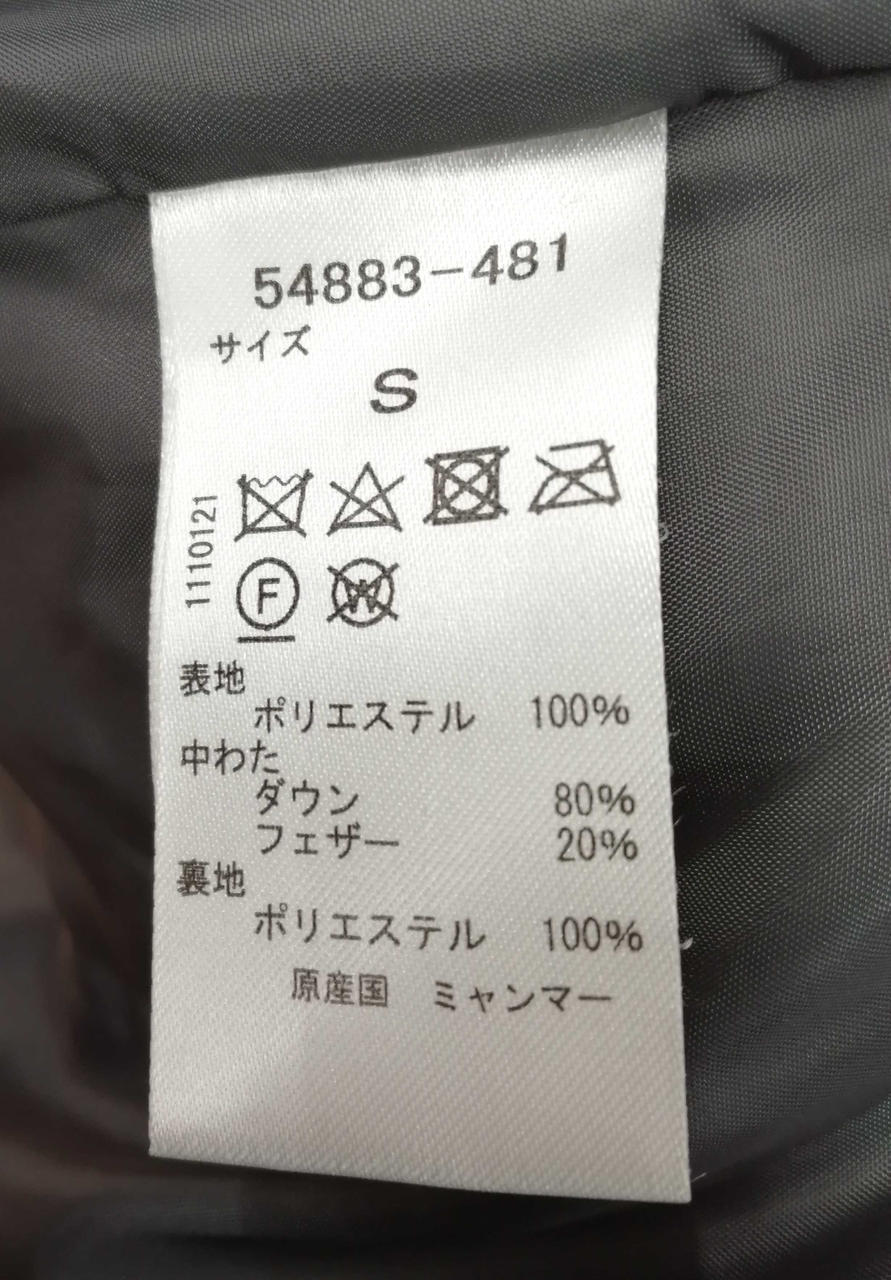 54883-481
サイズ
S
1110121
F W
表地
ポリエステル 100%
中わた
ダウン 80%
フェザー 20%
裏地
ポリエステル 100%
原産国 ミャンマー